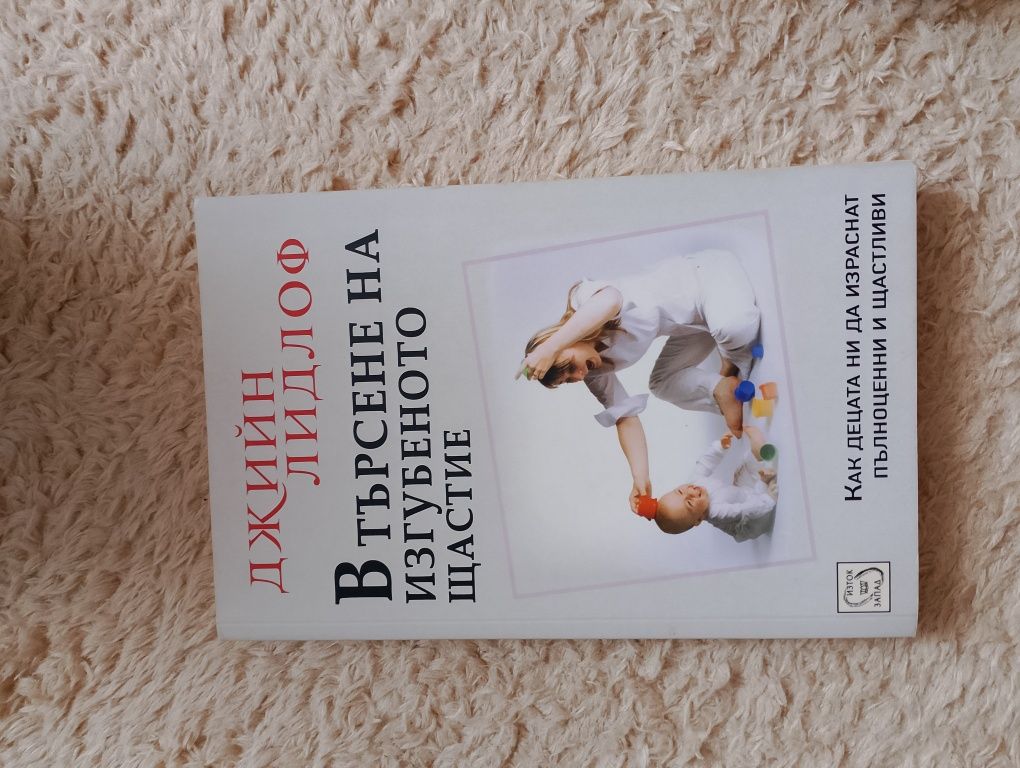 ДЖИЙН
ЛИДЛОФ
В ТЪРСЕНЕ НА
ИЗГУБЕНОТО
ЩАСТИЕ
КАК ДЕЦАТА НИ ДА ИЗРАСНАТ
ПЪЛНОЦЕННИ И ЩАСТЛИВИ
ИЗТОК
ЗАПАД